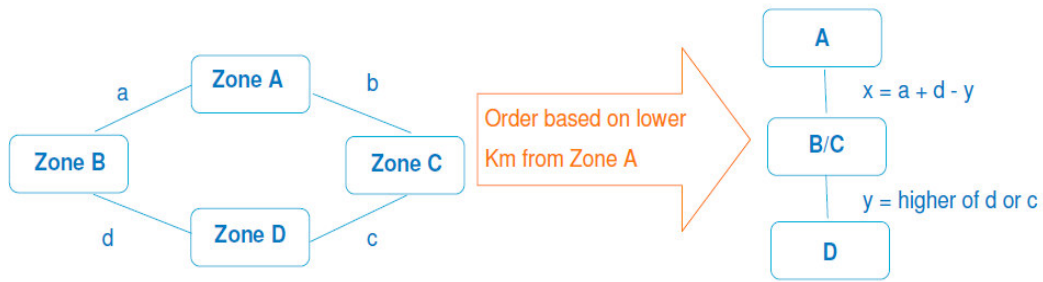 Zone A
a
b
Zone B
Zone C
d
Zone D
c
Order based on lower
Km from Zone A
A
x = a + d - y
B/C
y = higher of d or c
D